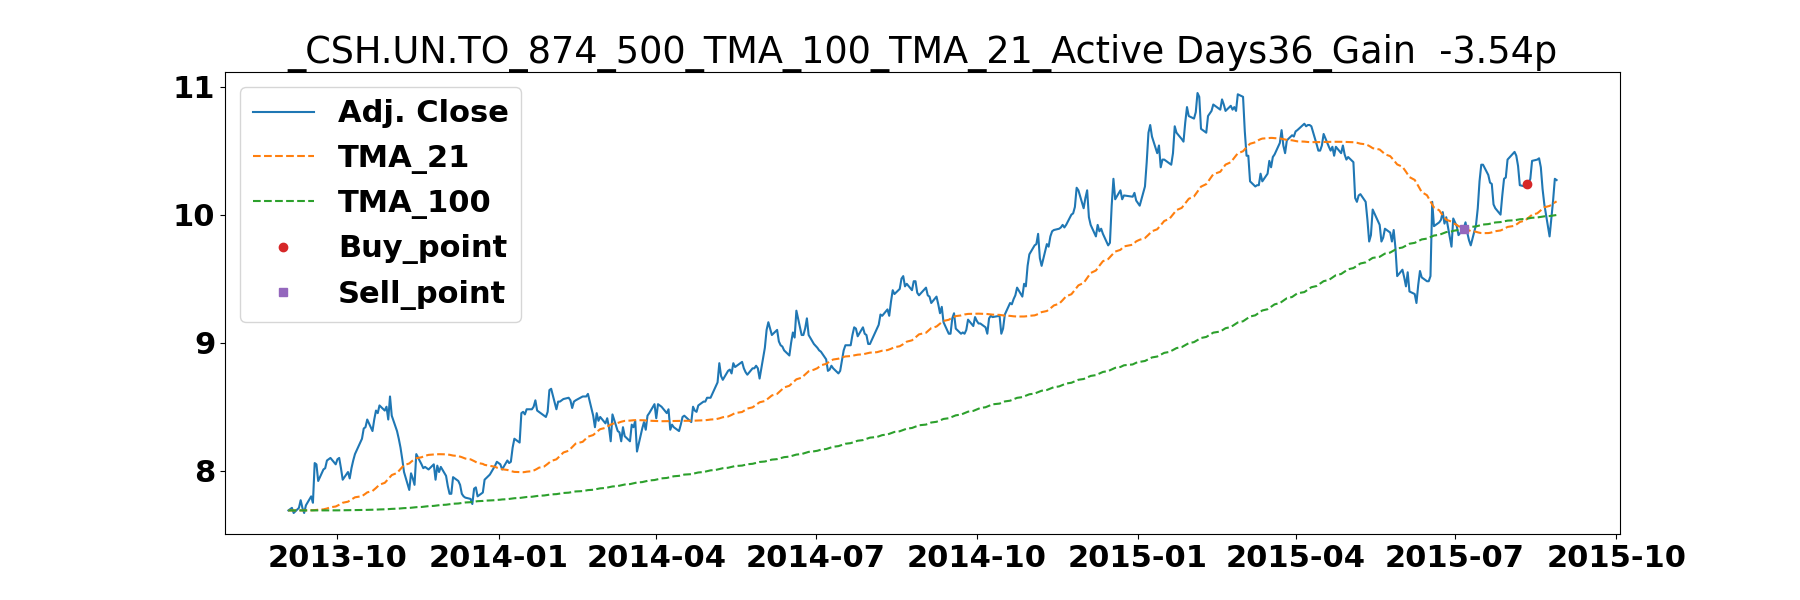 _CSH.UN.TO_874_500_TMA_100_TMA_21_Active Days36_Gain  -3.54p
11
10
9
8
Adj. Close
TMA_21
TMA_100
Buy_point
Sell_point
2013-10 2014-01 2014-04 2014-07 2014-10 2015-01 2015-04 2015-07 2015-10